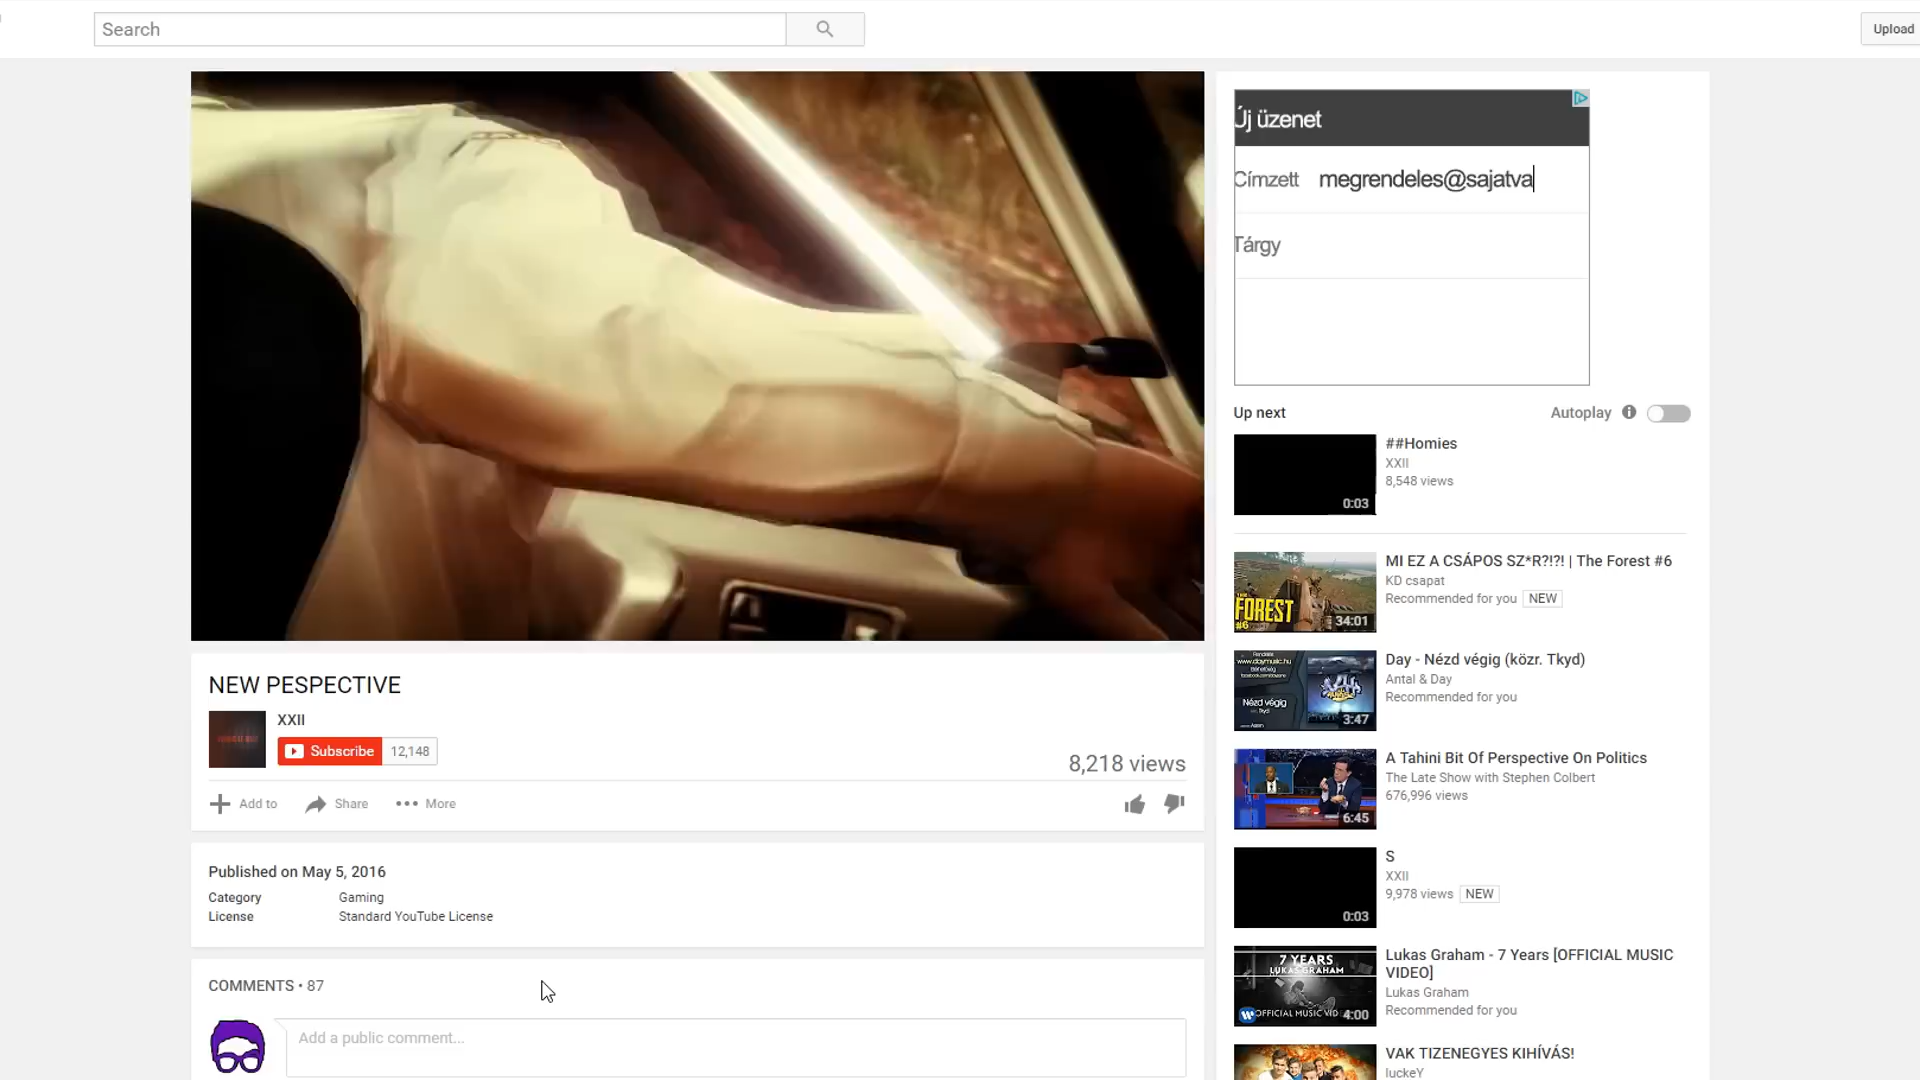 Search
Upload
Új üzenet
Címzett megrendeles@sajatva
Tárgy
Up next
Autoplay
##Homies
XXII
8,548 views
0:03
MI EZ A CSÁPOS SZ*R?!?! | The Forest #6
KD csapat
Recommended for you NEW
FOREST
#6
34:01
Day - Nézd végig (közr. Tkyd)
Antal & Day
Recommended for you
www.daymusic.hu
Nézd végig
3:47
A Tahini Bit Of Perspective On Politics
The Late Show with Stephen Colbert
676,996 views
6:45
S
XXII
9,978 views NEW
0:03
Lukas Graham - 7 Years [OFFICIAL MUSIC
VIDEO]
Lukas Graham
Recommended for you
7 YEARS
LUKAS GRAHAM
OFFICIAL MUSIC VID
4:00
VAK TIZENEGYES KIHÍVÁS!
luckeY
NEW PESPECTIVE
XXII
Subscribe 12,148
8,218 views
Add to Share More
Published on May 5, 2016
Category Gaming
License Standard YouTube License
COMMENTS • 87
Add a public comment...